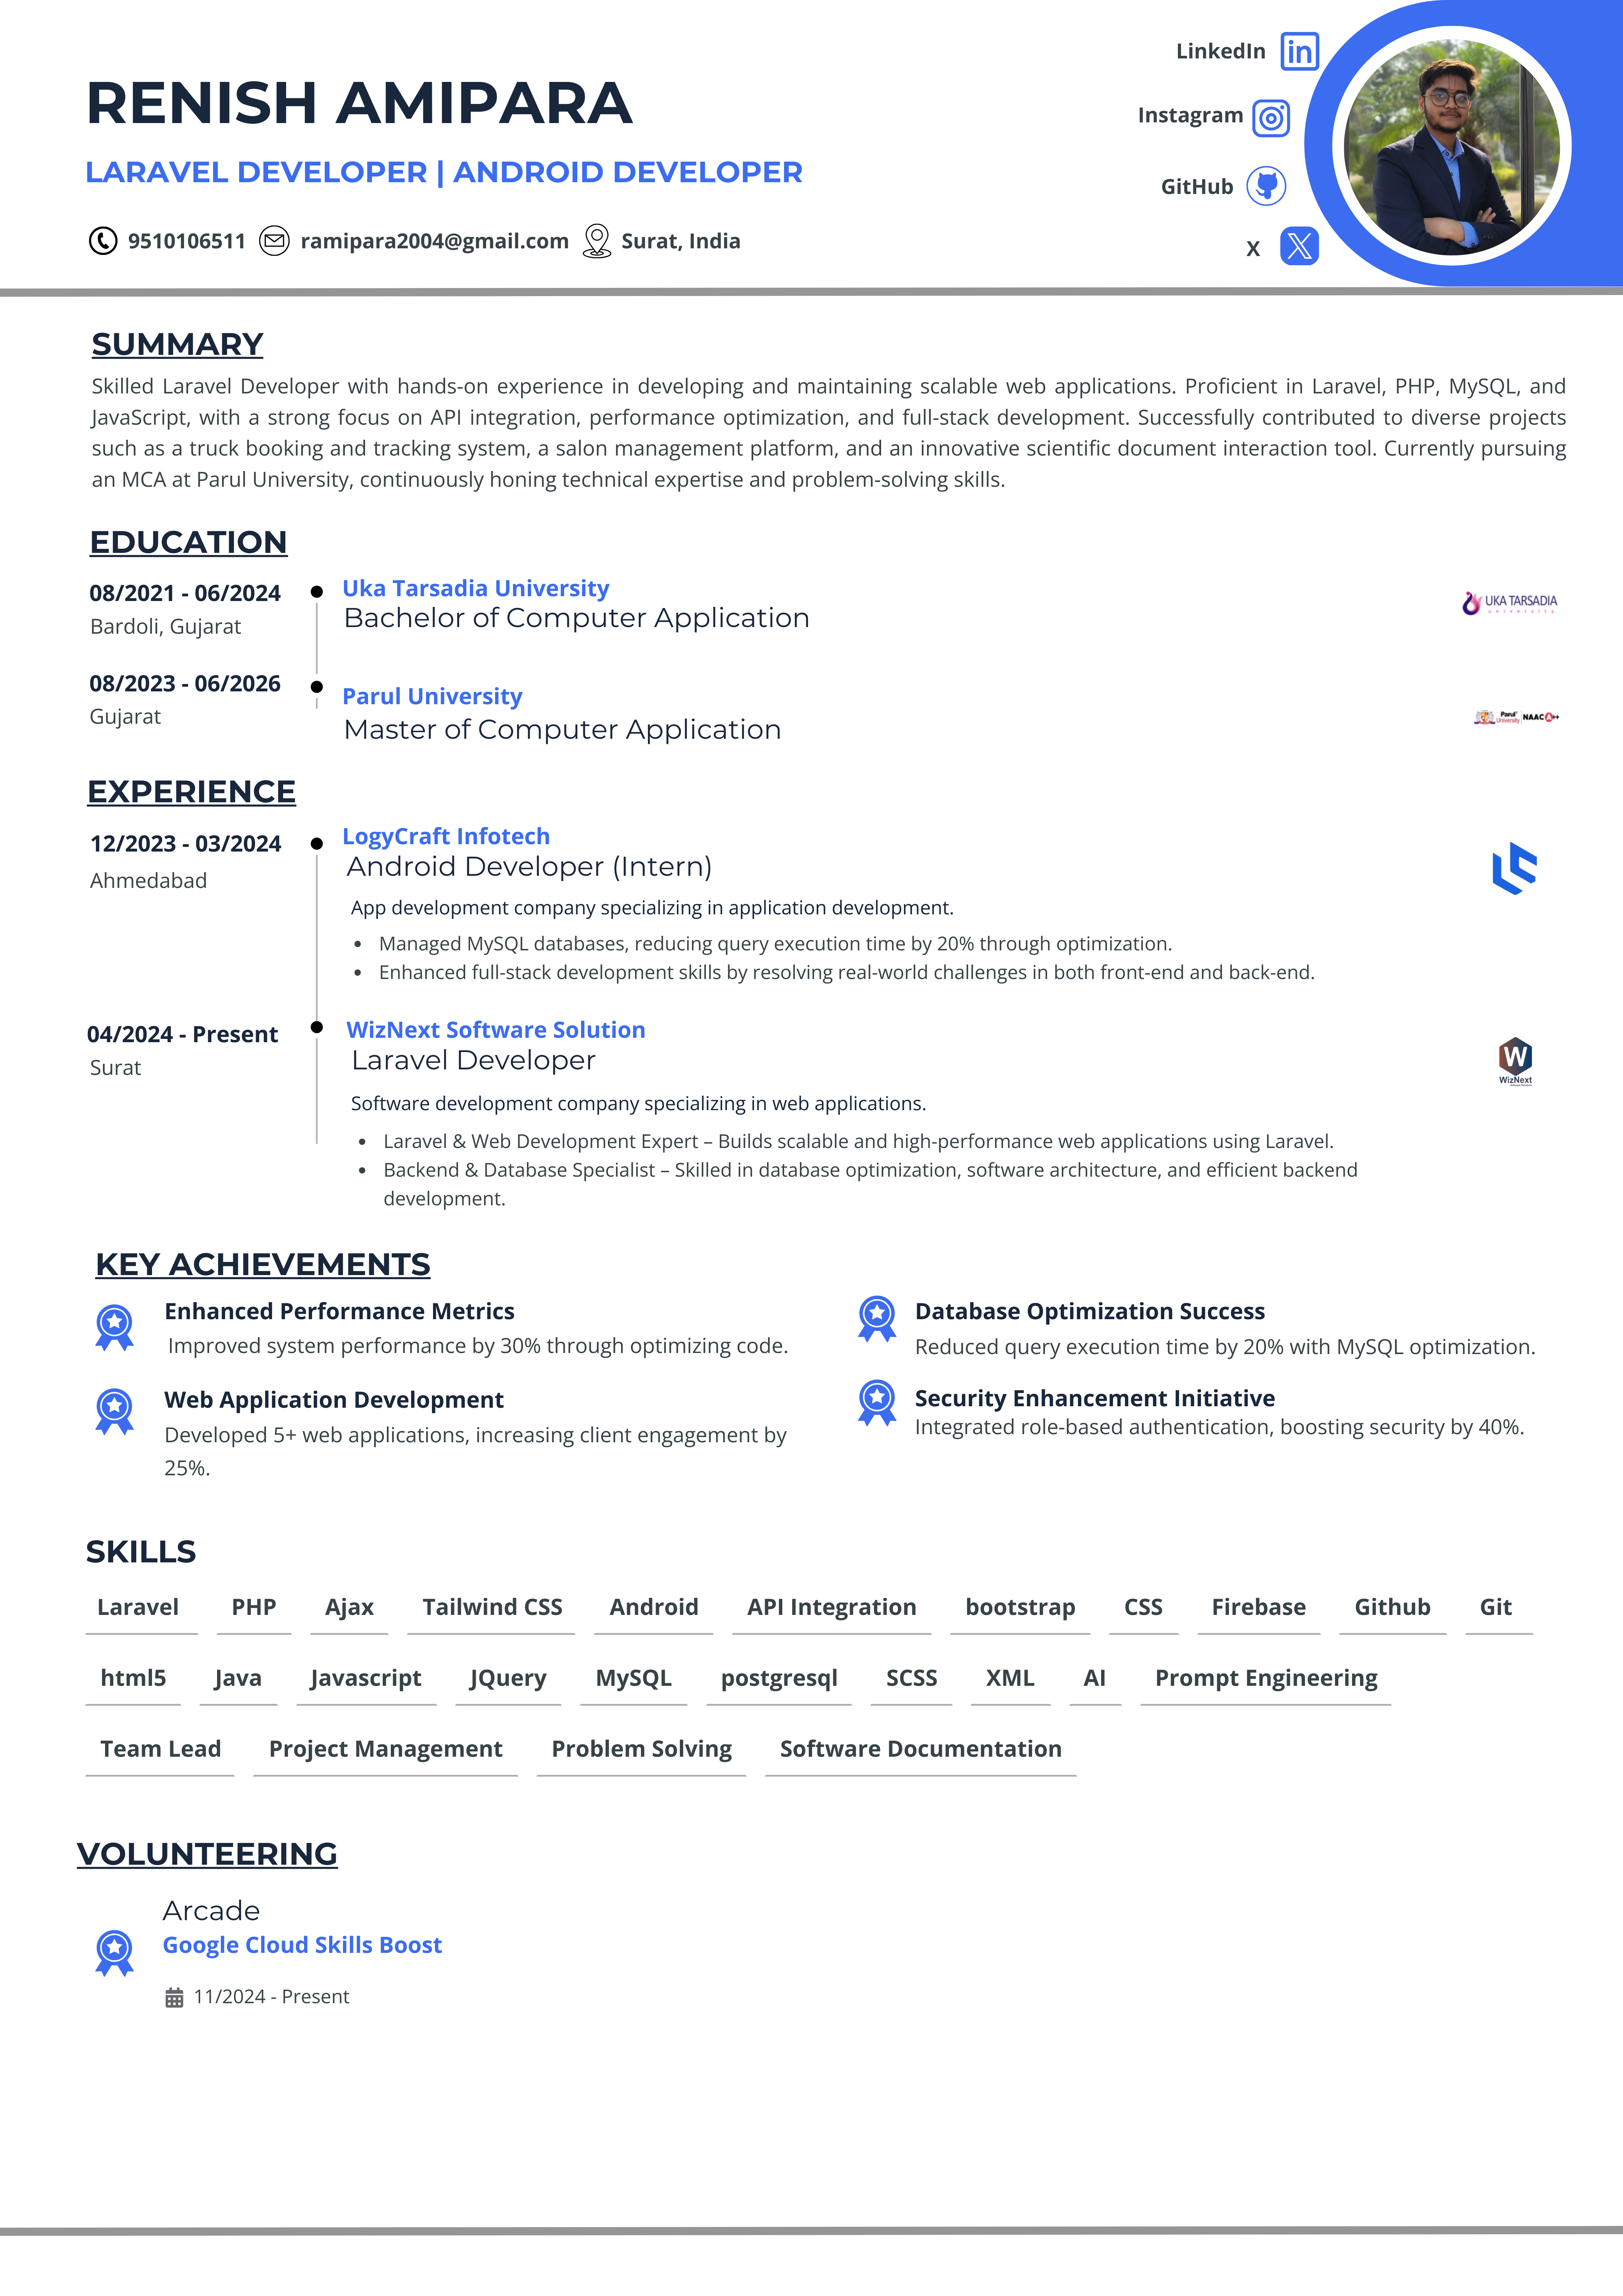 RENISH AMIPARA
LARAVEL DEVELOPER | ANDROID DEVELOPER
9510106511 ramipara2004@gmail.com Surat, India
LinkedIn
Instagram
GitHub
X
SUMMARY
Skilled Laravel Developer with hands-on experience in developing and maintaining scalable web applications. Proficient in Laravel, PHP, MySQL, and
JavaScript, with a strong focus on API integration, performance optimization, and full-stack development. Successfully contributed to diverse projects
such as a truck booking and tracking system, a salon management platform, and an innovative scientific document interaction tool. Currently pursuing
an MCA at Parul University, continuously honing technical expertise and problem-solving skills.
EDUCATION
08/2021 - 06/2024
Bardoli, Gujarat
Uka Tarsadia University
Bachelor of Computer Application
UKA TARSADIA
university
08/2023 - 06/2026
Gujarat
Parul University
Master of Computer Application
Parul University NAAC A++
EXPERIENCE
12/2023 - 03/2024
Ahmedabad
LogyCraft Infotech
Android Developer (Intern)
App development company specializing in application development.
• Managed MySQL databases, reducing query execution time by 20% through optimization.
• Enhanced full-stack development skills by resolving real-world challenges in both front-end and back-end.
04/2024 - Present
Surat
WizNext Software Solution
Laravel Developer
W
WizNext
Software development company specializing in web applications.
• Laravel & Web Development Expert – Builds scalable and high-performance web applications using Laravel.
• Backend & Database Specialist – Skilled in database optimization, software architecture, and efficient backend
development.
KEY ACHIEVEMENTS
Enhanced Performance Metrics
Improved system performance by 30% through optimizing code.
Database Optimization Success
Reduced query execution time by 20% with MySQL optimization.
Web Application Development
Developed 5+ web applications, increasing client engagement by
25%.
Security Enhancement Initiative
Integrated role-based authentication, boosting security by 40%.
SKILLS
Laravel PHP Ajax Tailwind CSS Android API Integration bootstrap CSS Firebase Github Git
html5 Java Javascript JQuery MySQL postgresql SCSS XML AI Prompt Engineering
Team Lead Project Management Problem Solving Software Documentation
VOLUNTEERING
Arcade
Google Cloud Skills Boost
11/2024 - Present